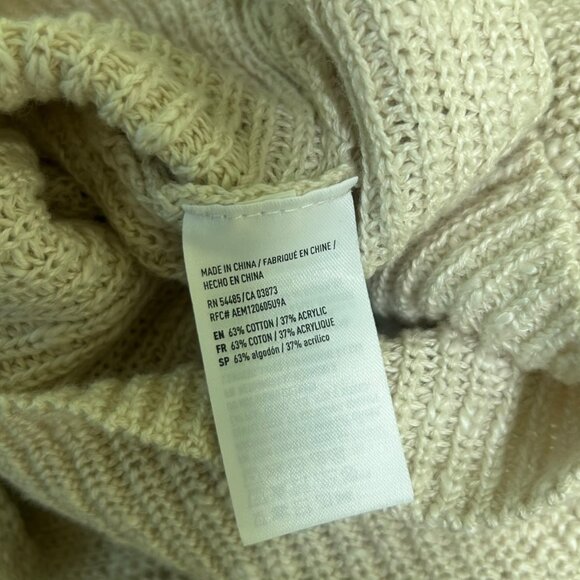 MADE IN CHINA / FABRIQUÉ EN CHINE /
HECHO EN CHINA
RN 54485/CA 03873
RFC# AEM120605U9A
EN 63% COTTON / 37% ACRYLIC
FR 63% COTON / 37% ACRYLIQUE
SP 63% algodón / 37% acrílico